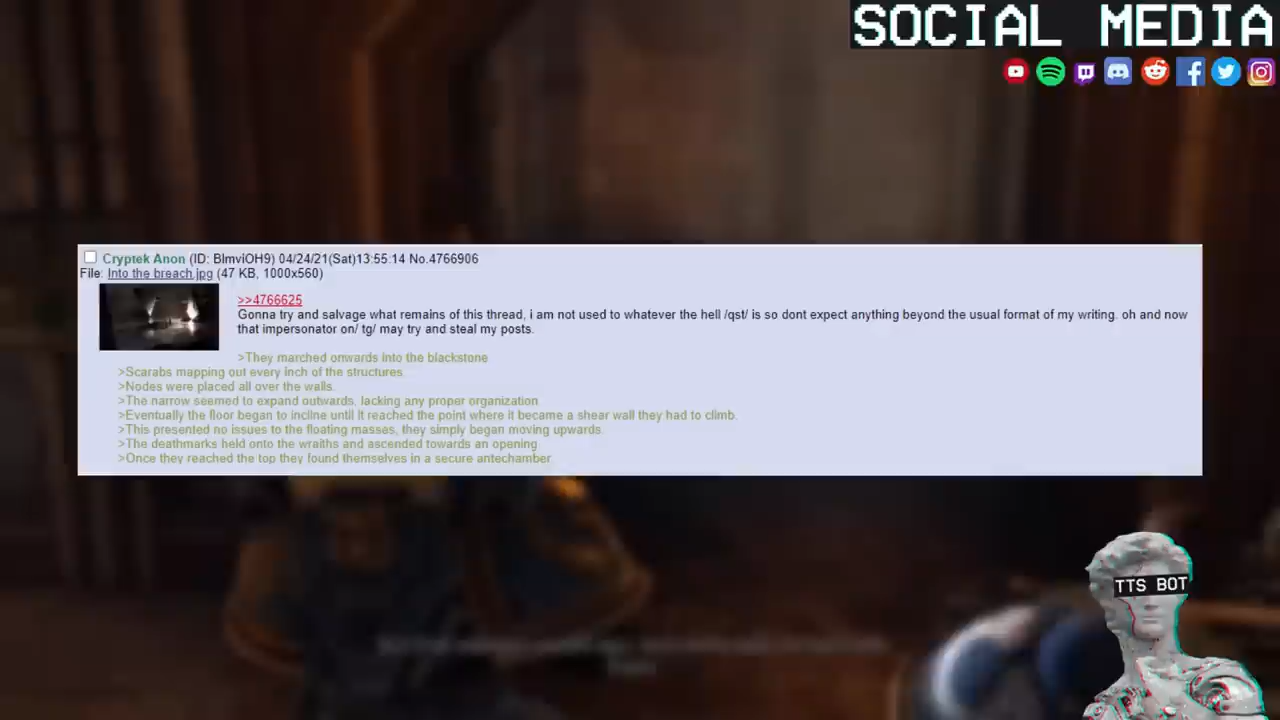 SOCIAL MEDIA
Cryptek Anon (ID: BlmviOH9) 04/24/21(Sat)13:55:14 No.4766906
File: Into the breach.jpg (47 KB, 1000x560)
>>4766625
Gonna try and salvage what remains of this thread, i am not used to whatever the hell /qst/ is so dont expect anything beyond the usual format of my writing. oh and now
that impersonator on/ tg/ may try and steal my posts.
>They marched onwards into the blackstone
>Scarabs mapping out every inch of the structures
>Nodes were placed all over the walls.
>The narrow seemed to expand outwards, lacking any proper organization
>Eventually the floor began to incline until it reached the point where it became a shear wall they had to climb.
>This presented no issues to the floating masses, they simply began moving upwards.
>The deathmarks held onto the wraiths and ascended towards an opening
>Once they reached the top they found themselves in a secure antechamber
TTS BOT